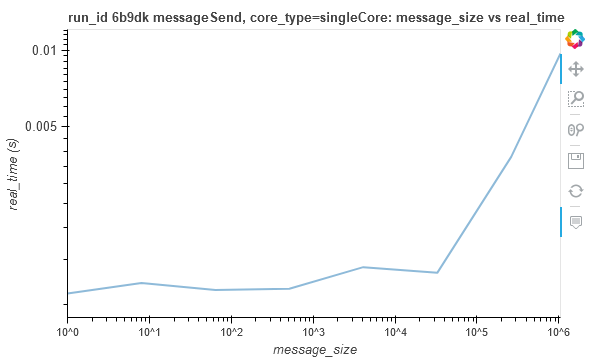 run_id 6b9dk messageSend, core_type=singleCore: message_size vs real_time
0.01
0.005
real_time (s)
10^0 10^1 10^2 10^3 10^4 10^5 10^6
message_size